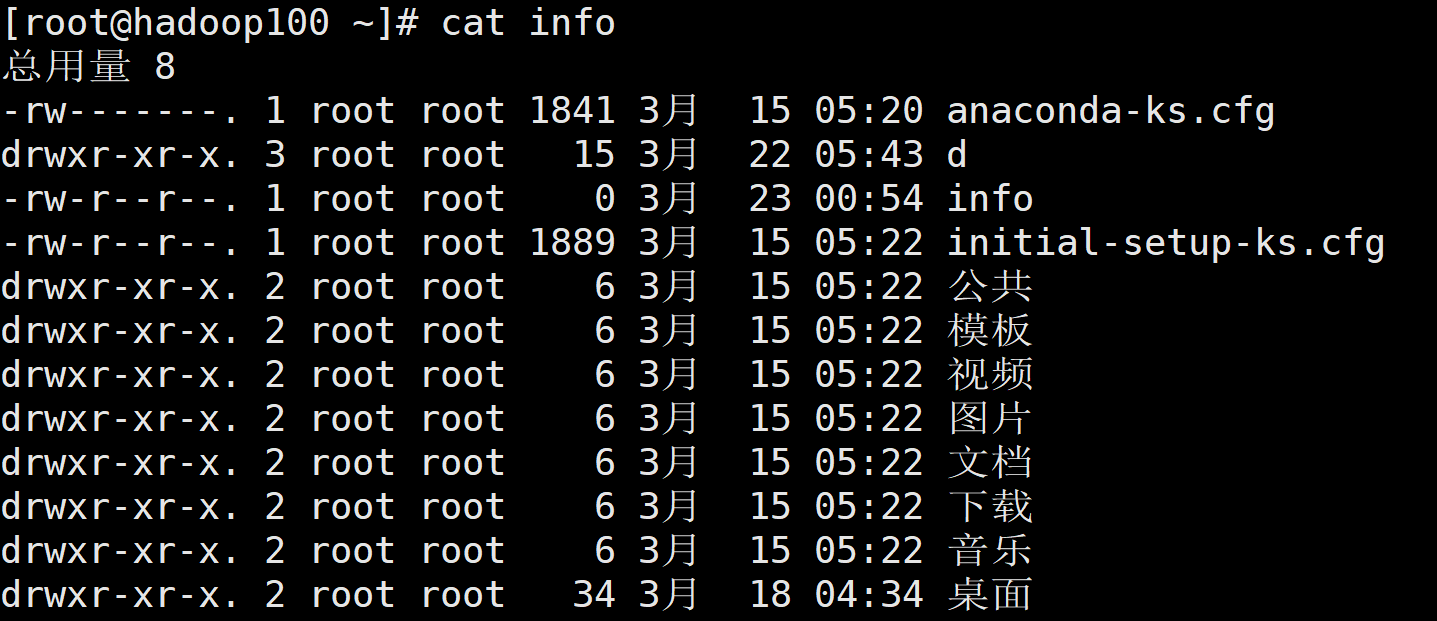 [root@hadoop100 ~]# cat info
总用量 8
-rw-------. 1 root root 1841 3月  15 05:20 anaconda-ks.cfg
drwxr-xr-x. 3 root root   15 3月  22 05:43 d
-rw-r--r--. 1 root root    0 3月  23 00:54 info
-rw-r--r--. 1 root root 1889 3月  15 05:22 initial-setup-ks.cfg
drwxr-xr-x. 2 root root    6 3月  15 05:22 公共
drwxr-xr-x. 2 root root    6 3月  15 05:22 模板
drwxr-xr-x. 2 root root    6 3月  15 05:22 视频
drwxr-xr-x. 2 root root    6 3月  15 05:22 图片
drwxr-xr-x. 2 root root    6 3月  15 05:22 文档
drwxr-xr-x. 2 root root    6 3月  15 05:22 下载
drwxr-xr-x. 2 root root    6 3月  15 05:22 音乐
drwxr-xr-x. 2 root root   34 3月  18 04:34 桌面